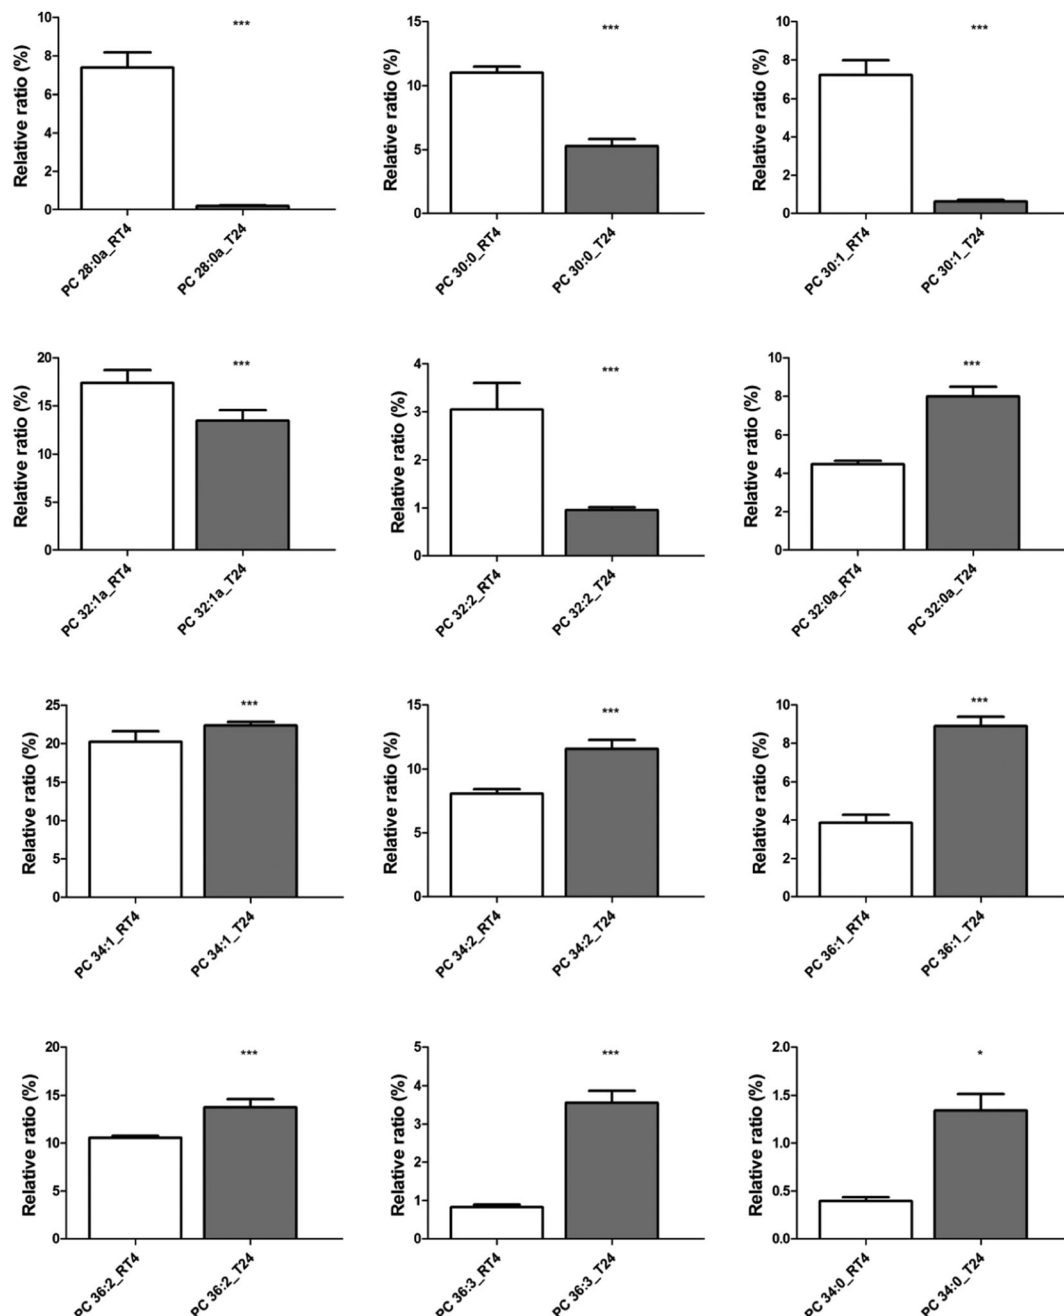 10
8
6
4
2
0
Relative ratio (%)
***
PC 28:0a_RT4
PC 28:0a_T24
15
10
5
0
Relative ratio (%)
***
PC 30:0_RT4
PC 30:0_T24
10
8
6
4
2
0
Relative ratio (%)
***
PC 30:1_RT4
PC 30:1_T24
20
15
10
5
0
Relative ratio (%)
***
PC 32:1a_RT4
PC 32:1a_T24
4
3
2
1
0
Relative ratio (%)
***
PC 32:2_RT4
PC 32:2_T24
10
8
6
4
2
0
Relative ratio (%)
***
PC 32:0a_RT4
PC 32:0a_T24
25
20
15
10
5
0
Relative ratio (%)
***
PC 34:1_RT4
PC 34:1_T24
15
10
5
0
Relative ratio (%)
***
PC 34:2_RT4
PC 34:2_T24
10
8
6
4
2
0
Relative ratio (%)
***
PC 36:1_RT4
PC 36:1_T24
20
15
10
5
0
Relative ratio (%)
***
PC 36:2_RT4
PC 36:2_T24
5
4
3
2
1
0
Relative ratio (%)
***
PC 36:3_RT4
PC 36:3_T24
2.0
1.5
1.0
0.5
0.0
Relative ratio (%)
*
PC 34:0_RT4
PC 34:0_T24